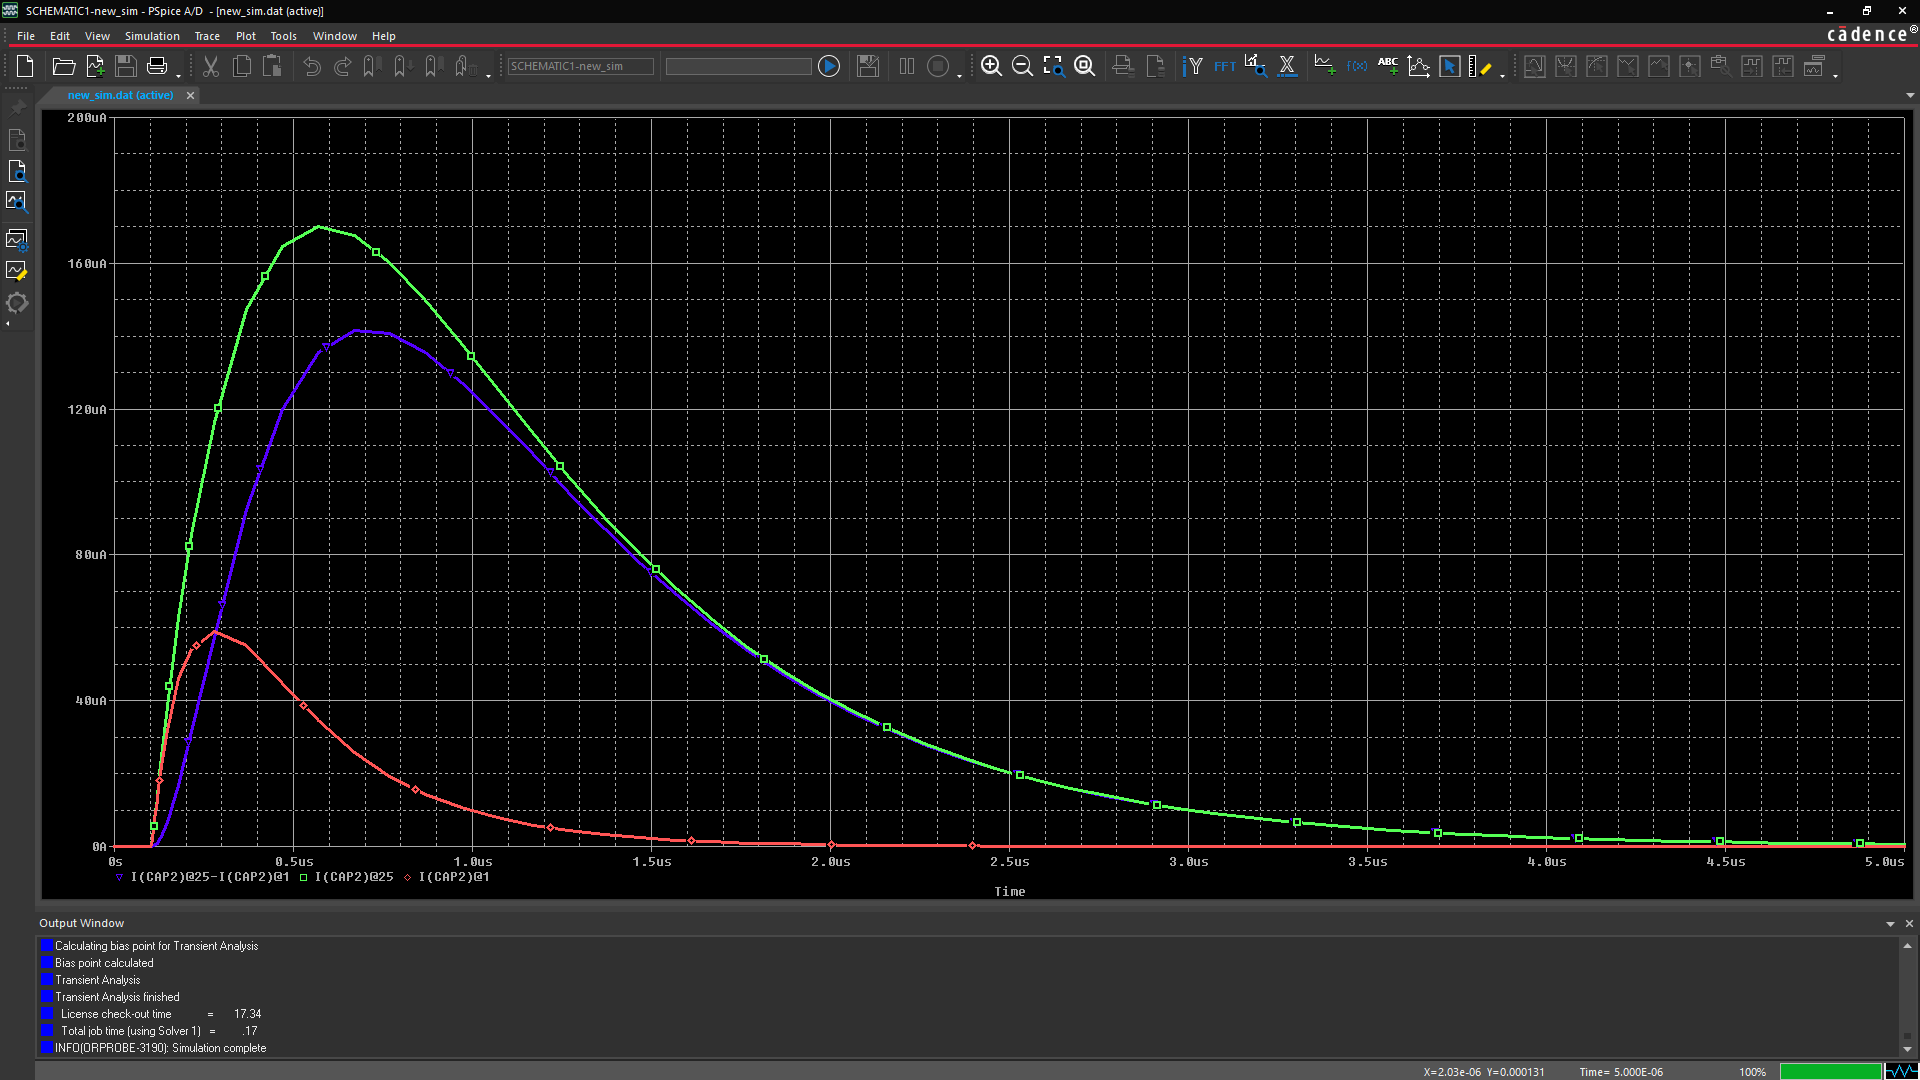 SCHEMATIC1-new_sim - PSpice A/D - [new_sim.dat (active)]
File Edit View Simulation Trace Plot Tools Window Help
cādence®
SCHEMATIC1-new_sim
FFT
f(x)
ABC
new_sim.dat (active)
200uA
160uA
120uA
80uA
40uA
0A
0s 0.5us 1.0us 1.5us 2.0us 2.5us 3.0us 3.5us 4.0us 4.5us 5.0us
I(CAP2)@25-I(CAP2)@1 I(CAP2)@25 I(CAP2)@1
Time
Output Window
Calculating bias point for Transient Analysis
Bias point calculated
Transient Analysis
Transient Analysis finished
License check-out time = 17.34
Total job time (using Solver 1) = .17
INFO(ORPROBE-3190): Simulation complete
X=2.03e-06 Y=0.000131 Time= 5.000E-06 100%